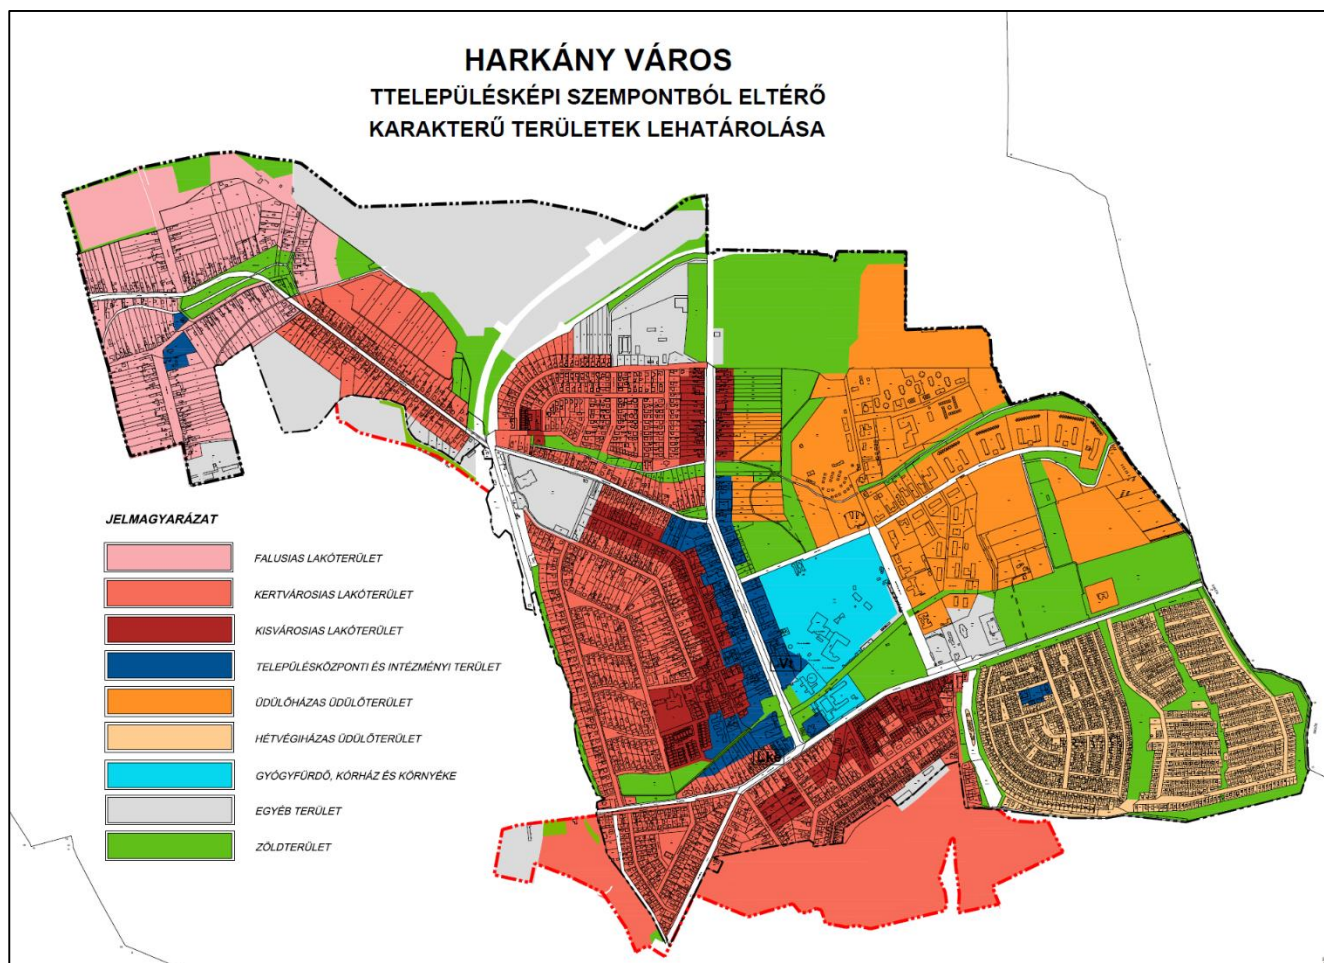 HARKÁNY VÁROS
TTELEPÜLÉSKÉPI SZEMPONTBÓL ELTÉRŐ
KARAKTERŰ TERÜLETEK LEHATÁROLÁSA
JELMAGYARÁZAT
FALUSIAS LAKÓTERÜLET
KERTVÁROSIAS LAKÓTERÜLET
KISVÁROSIAS LAKÓTERÜLET
TELEPÜLÉSKÖZPONTI ÉS INTÉZMÉNYI TERÜLET
ÜDÜLŐHÁZAS ÜDÜLŐTERÜLET
HÉTVÉGIHÁZAS ÜDÜLŐTERÜLET
GYÓGYFÜRDŐ, KÓRHÁZ ÉS KÖRNYÉKE
EGYÉB TERÜLET
ZÖLDTERÜLET